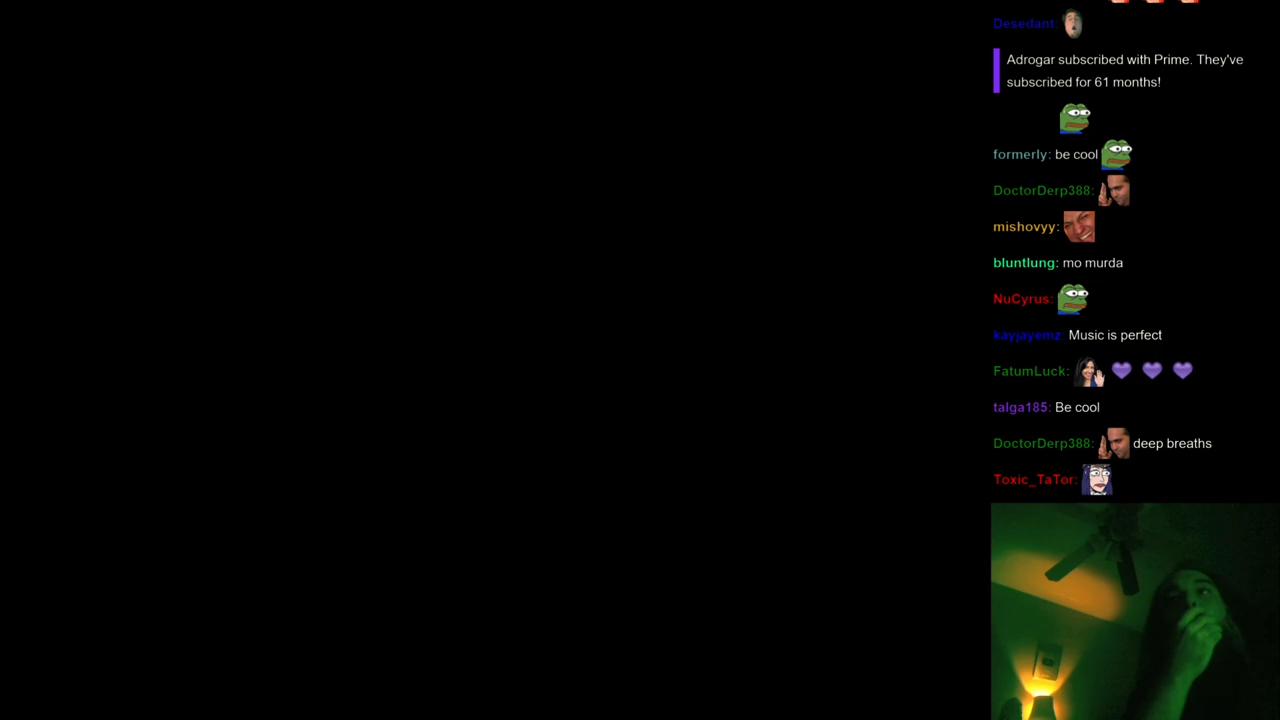 Desedant:
Adrogar subscribed with Prime. They've
subscribed for 61 months!
formerly: be cool
DoctorDerp388:
mishovyy:
bluntlung: mo murda
NuCyrus:
kayjayemz: Music is perfect
FatumLuck:
talga185: Be cool
DoctorDerp388: deep breaths
Toxic_TaTor: